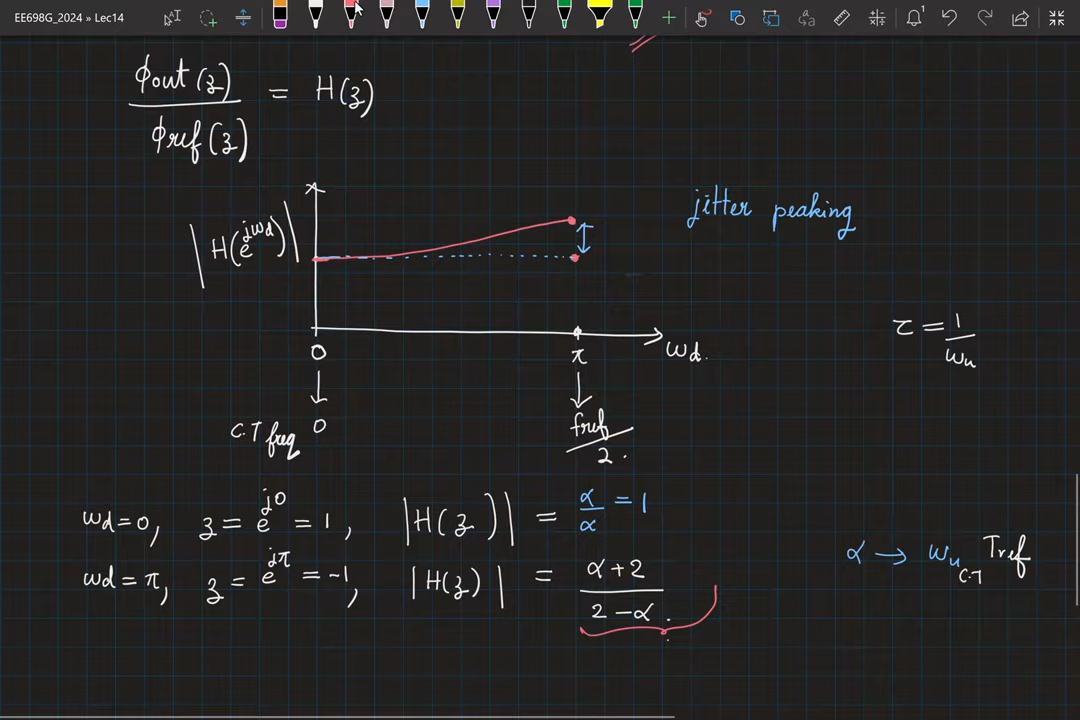 EE698G_2024 » Lec14
ϕout(z) / ϕref(z) = H(z)
jitter peaking
|H(e^{jωd})|
τ = 1/ωu
0 π ωd.
C.T freq 0 fref/2.
ωd=0, z = e^{j0} = 1, |H(z)| = α/α = 1
α → ωu C.T Tref
ωd = π, z = e^{jπ} = -1, |H(z)| = α+2 / 2-α.